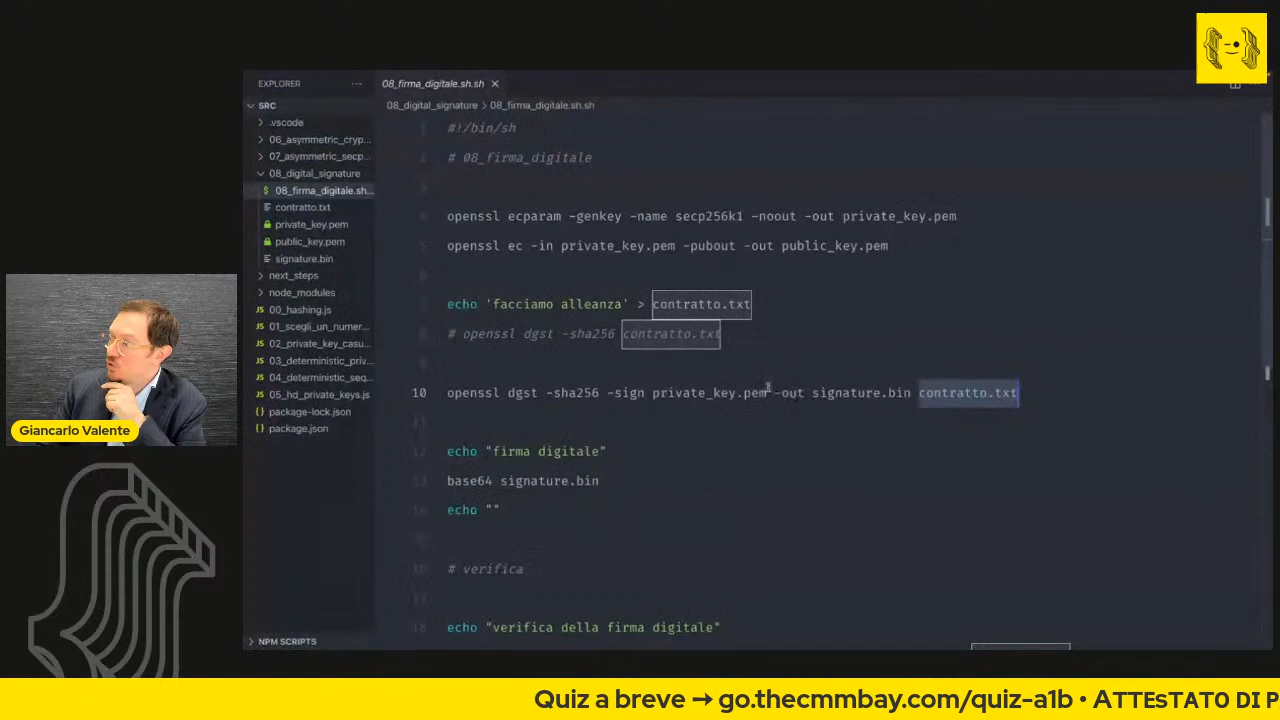 EXPLORER
08_firma_digitale.sh.sh
SRC
08_digital_signature > 08_firma_digitale.sh.sh
.vscode
06_asymmetric_cryp...
07_asymmetric_secp...
08_digital_signature
08_firma_digitale.sh...
contratto.txt
private_key.pem
public_key.pem
signature.bin
next_steps
node_modules
00_hashing.js
01_scegli_un_numer...
02_private_key_casu...
03_deterministic_priv...
04_deterministic_seq...
05_hd_private_keys.js
package-lock.json
package.json
NPM SCRIPTS
#!/bin/sh
# 08_firma_digitale
openssl ecparam -genkey -name secp256k1 -noout -out private_key.pem
openssl ec -in private_key.pem -pubout -out public_key.pem
echo 'facciamo alleanza' > contratto.txt
# openssl dgst -sha256 contratto.txt
10 openssl dgst -sha256 -sign private_key.pem -out signature.bin contratto.txt
echo "firma digitale"
base64 signature.bin
echo ""
# verifica
echo "verifica della firma digitale"
Giancarlo Valente
Quiz a breve → go.thecmmbay.com/quiz-a1b • ATTESTATO DI P